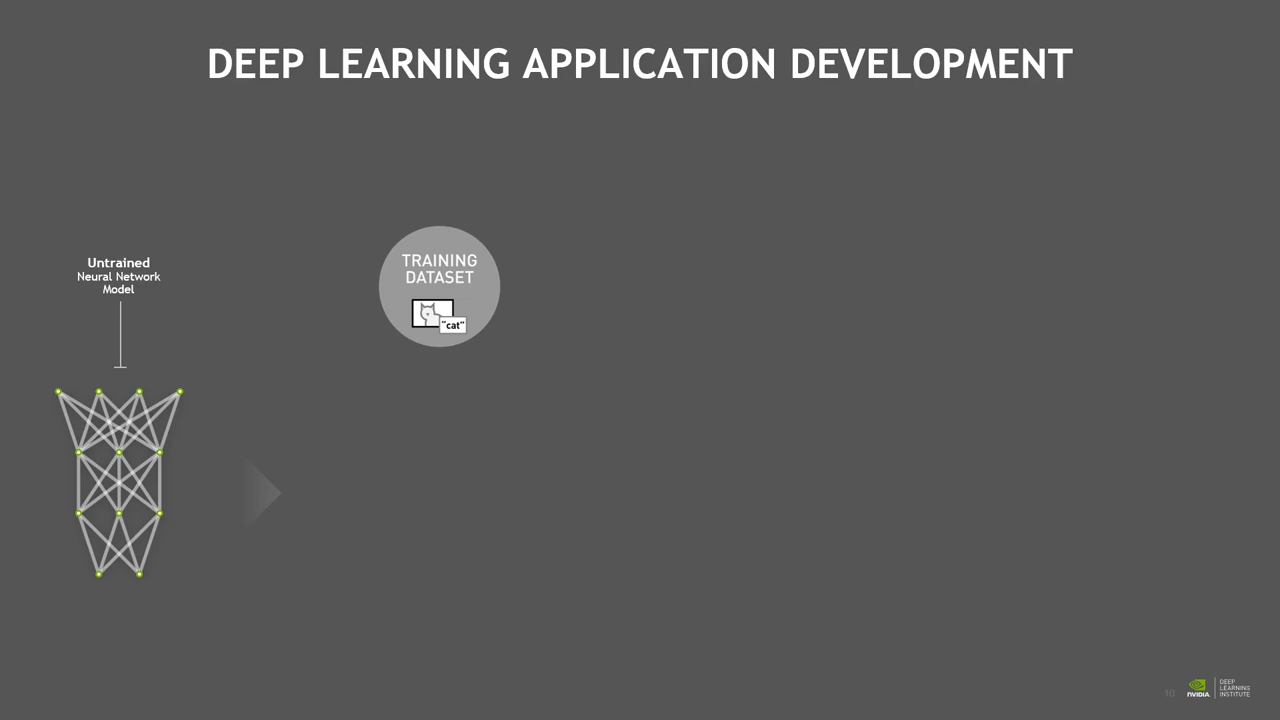 DEEP LEARNING APPLICATION DEVELOPMENT
Untrained
Neural Network
Model
TRAINING
DATASET
"cat"
10
NVIDIA
DEEP
LEARNING
INSTITUTE